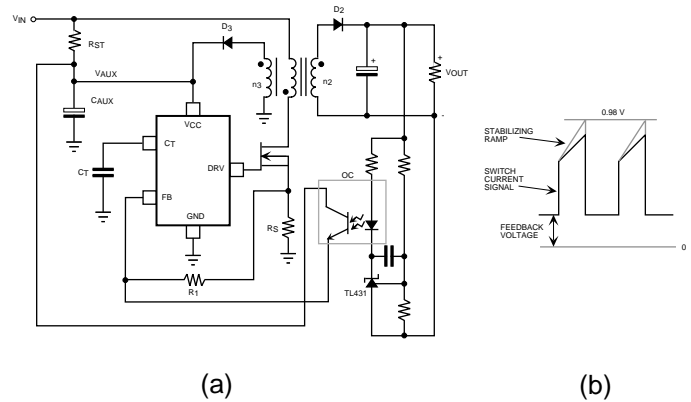 VIN
RST
VAUX
CAUX
D3
D2
n3
n2
+
+
VOUT
-
VCC
CT
CT
DRV
FB
GND
OC
RS
R1
TL431
0.98 V
STABILIZING
RAMP
SWITCH
CURRENT
SIGNAL
FEEDBACK
VOLTAGE
0
(a)
(b)